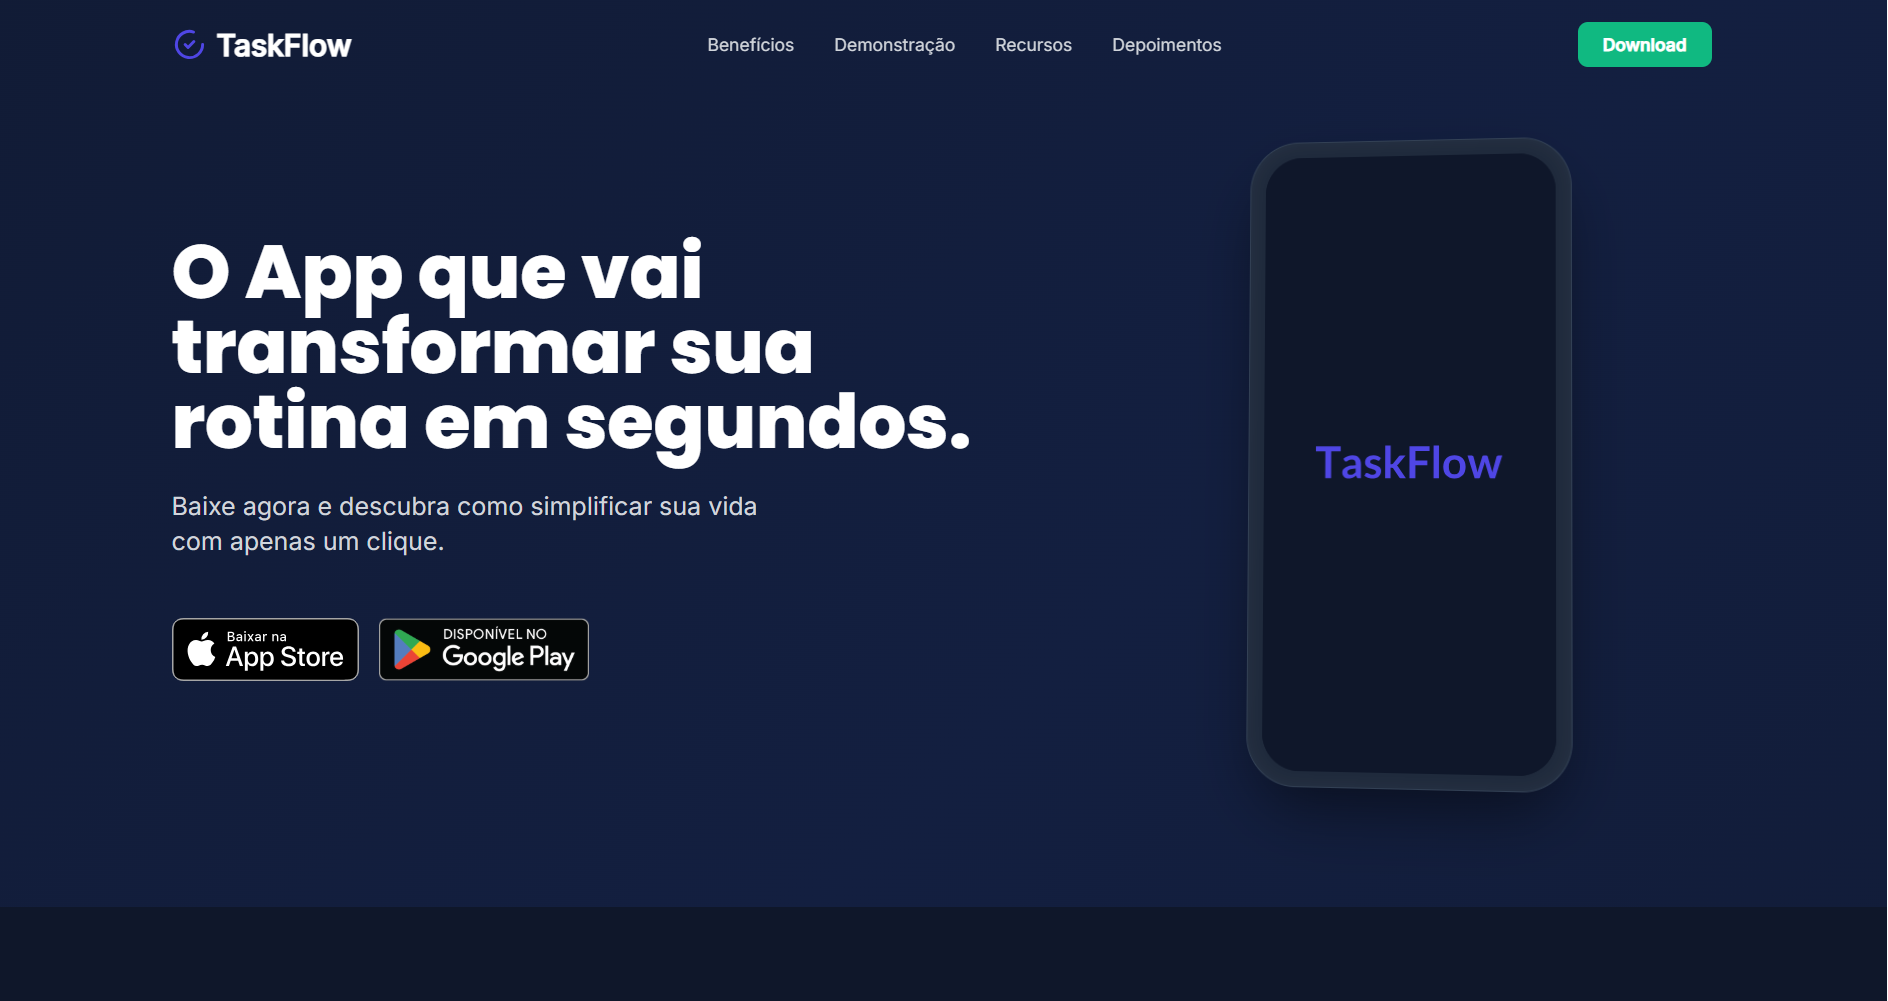 TaskFlow
Benefícios
Demonstração
Recursos
Depoimentos
Download
O App que vai
transformar sua
rotina em segundos.
Baixe agora e descubra como simplificar sua vida
com apenas um clique.
Baixar na
App Store
DISPONÍVEL NO
Google Play
TaskFlow